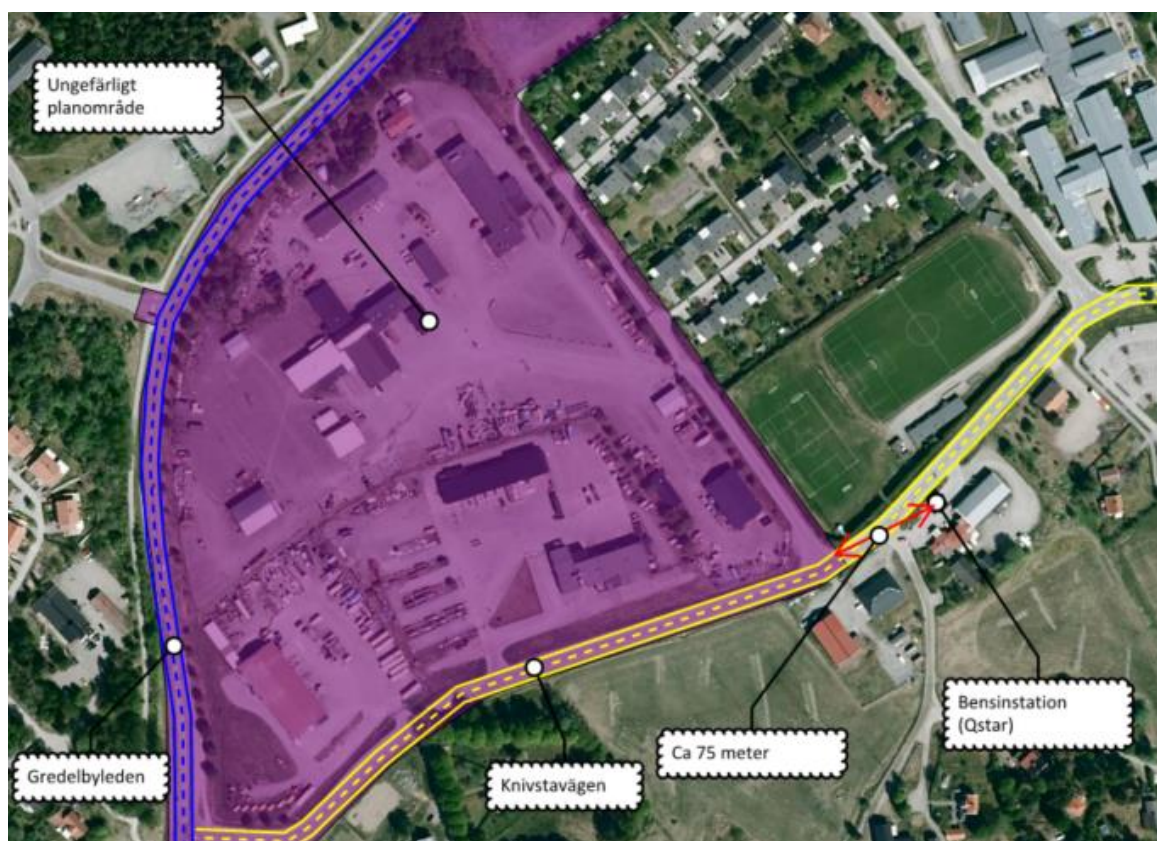 Ungefärligt
planområde
Gredelbyleden
Knivstavägen
Ca 75 meter
Bensinstation
(Qstar)